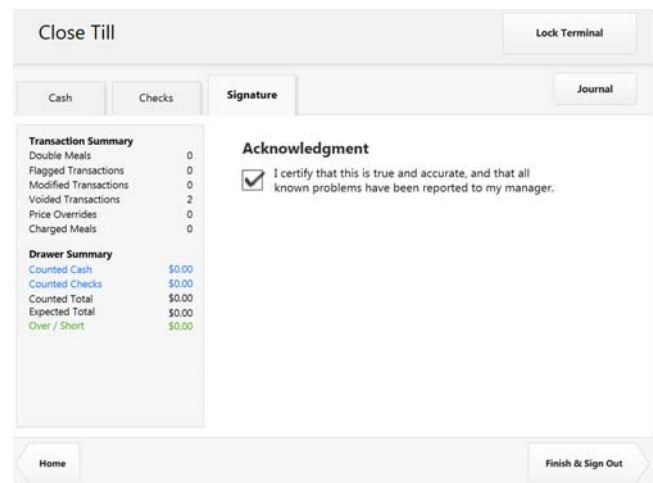 Close Till
Lock Terminal
Cash
Checks
Signature
Journal
Transaction Summary
Double Meals 0
Flagged Transactions 0
Modified Transactions 0
Voided Transactions 2
Price Overrides 0
Charged Meals 0
Drawer Summary
Counted Cash $0.00
Counted Checks $0.00
Counted Total $0.00
Expected Total $0.00
Over / Short $0.00
Acknowledgment
I certify that this is true and accurate, and that all
known problems have been reported to my manager.
Home
Finish & Sign Out